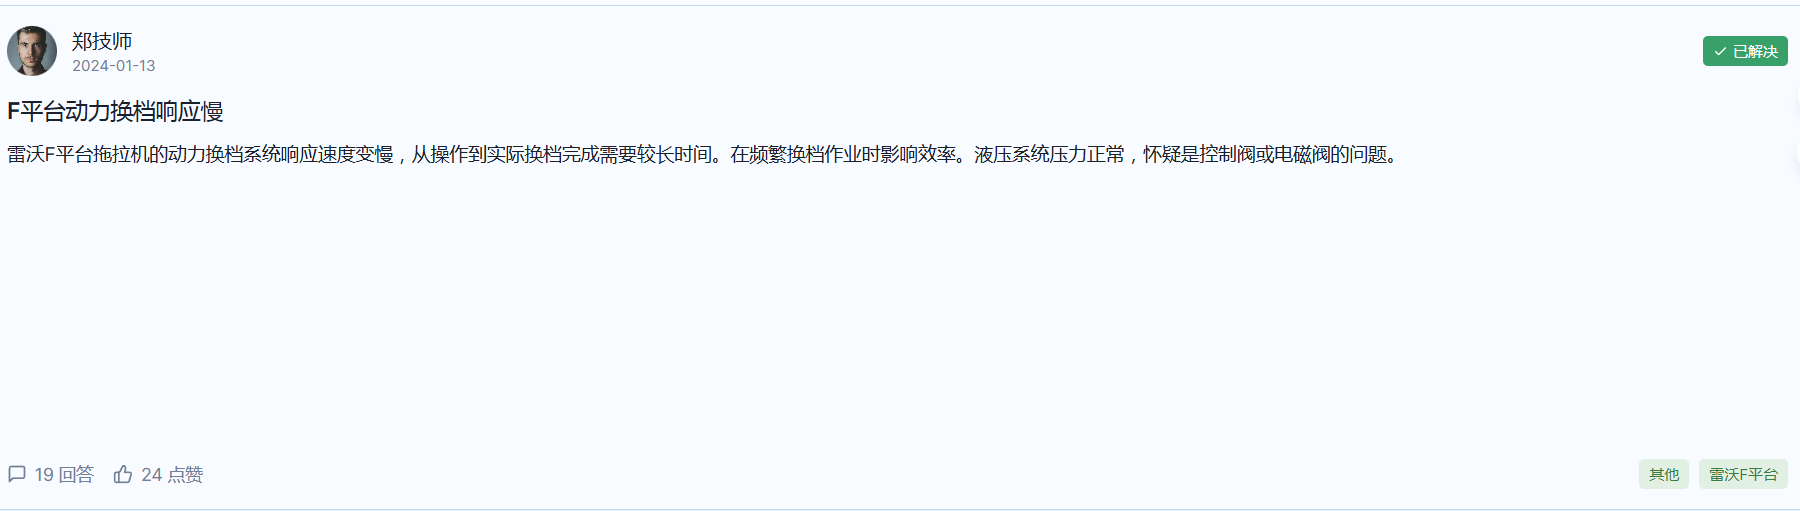 郑技师
2024-01-13
已解决
F平台动力换档响应慢
雷沃F平台拖拉机的动力换档系统响应速度变慢，从操作到实际换档完成需要较长时间。在频繁换档作业时影响效率。液压系统压力正常，怀疑是控制阀或电磁阀的问题。
19 回答
24 点赞
其他
雷沃F平台